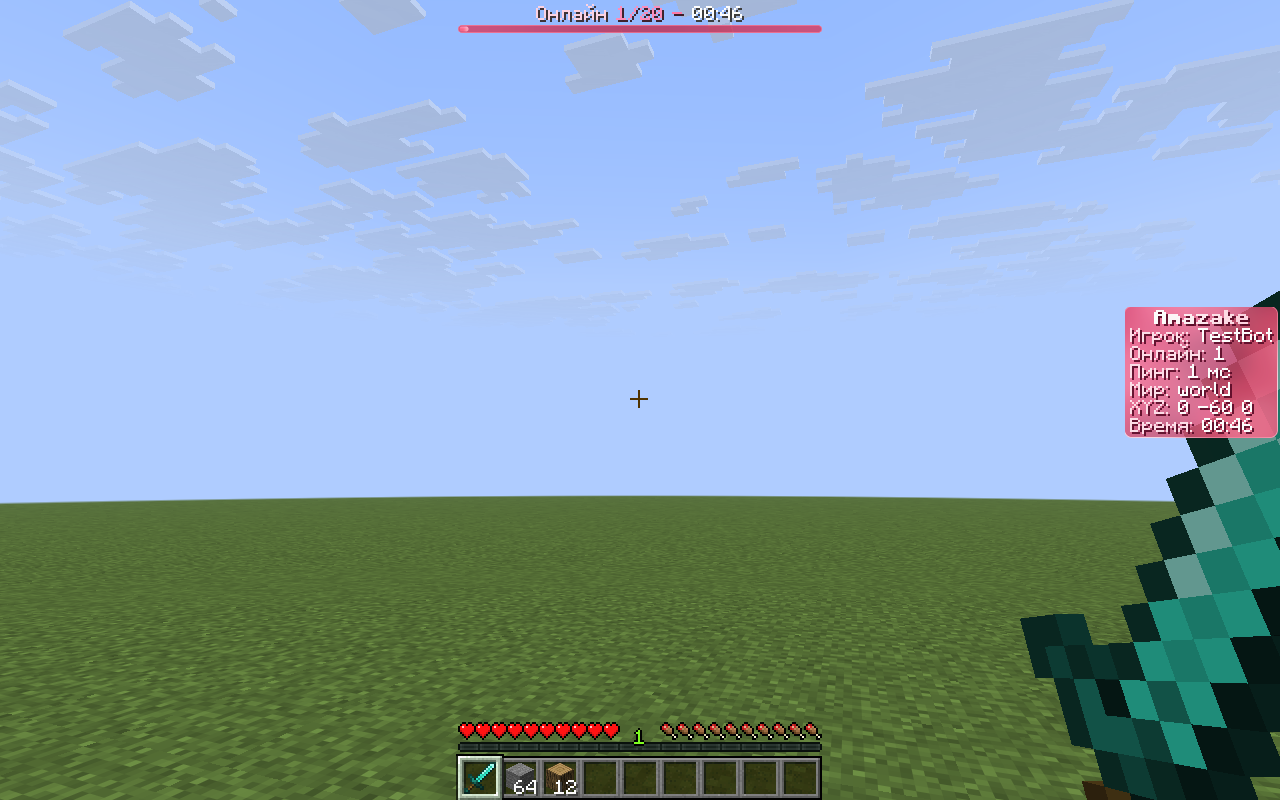 Онлайн 1/20 - 00:46
Amazake
Игрок: TestBot
Онлайн: 1
Пинг: 1 мс
Мир: world
XYZ: 0 -60 0
Время: 00:46
1
64 12